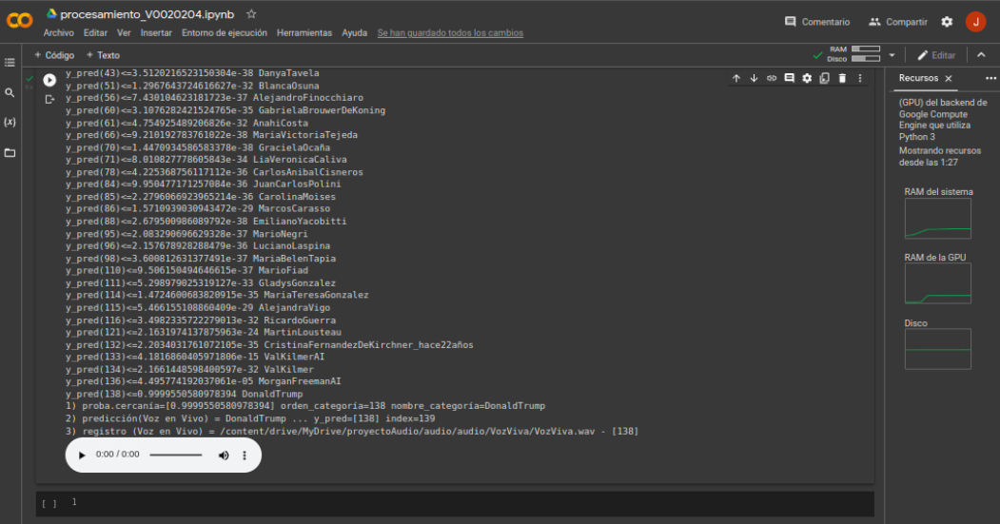 procesamiento_V0020204.ipynb
Comentario
Compartir
J
Archivo Editar Ver Insertar Entorno de ejecución Herramientas Ayuda Se han guardado todos los cambios
+ Código + Texto
RAM
Disco
Editar
y_pred(43)<=3.5120216523150304e-38 DanyaTavela
y_pred(51)<=1.2967643724616627e-32 BlancaOsuna
y_pred(56)<=7.430104623181723e-37 AlejandroFinocchiaro
y_pred(60)<=3.1076282421524765e-35 GabrielaBrouwerDeKoning
y_pred(61)<=4.754925489206826e-32 AnahiCosta
y_pred(66)<=9.210192783761022e-38 MariaVictoriaTejeda
y_pred(70)<=1.4470934586583378e-38 GracielaOcaña
y_pred(71)<=8.010827778605843e-34 LiaVeronicaCaliva
y_pred(78)<=4.225368756117112e-36 CarlosAnibalCisneros
y_pred(84)<=9.950477171257084e-36 JuanCarlosPolini
y_pred(85)<=2.2796066923965214e-36 CarolinaMoises
y_pred(86)<=1.5710939030943472e-29 MarcosCarasso
y_pred(88)<=2.679500986089792e-38 EmilianoYacobitti
y_pred(95)<=2.083290696629328e-37 MarioNegri
y_pred(96)<=2.157678928288479e-36 LucianoLaspina
y_pred(98)<=3.600812631377491e-37 MariaBelenTapia
y_pred(110)<=9.506150494646615e-37 MarioFiad
y_pred(111)<=5.298979025319127e-33 GladysGonzalez
y_pred(114)<=1.4724600683820915e-35 MariaTeresaGonzalez
y_pred(115)<=5.466155108860409e-29 AlejandraVigo
y_pred(116)<=3.4982335722279013e-32 RicardoGuerra
y_pred(121)<=2.1631974137875963e-24 MartinLousteau
y_pred(132)<=2.2034031761072105e-35 CristinaFernandezDeKirchner_hace22años
y_pred(133)<=4.1816860405971806e-15 ValKilmerAI
y_pred(134)<=2.1661448598400597e-32 ValKilmer
y_pred(136)<=4.495774192037061e-05 MorganFreemanAI
y_pred(138)<=0.9999550580978394 DonaldTrump
1) proba.cercanía=[0.9999550580978394] orden_categoría=138 nombre_categoría=DonaldTrump
2) predicción(Voz en Vivo) = DonaldTrump ... y_pred=[138] index=139
3) registro (Voz en Vivo) = /content/drive/MyDrive/proyectoAudio/audio/audio/VozViva/VozViva.wav - [138]
0:00 / 0:00
[ ] 1
Recursos
(GPU) del backend de
Google Compute
Engine que utiliza
Python 3
Mostrando recursos
desde las 1:27
RAM del sistema
RAM de la GPU
Disco